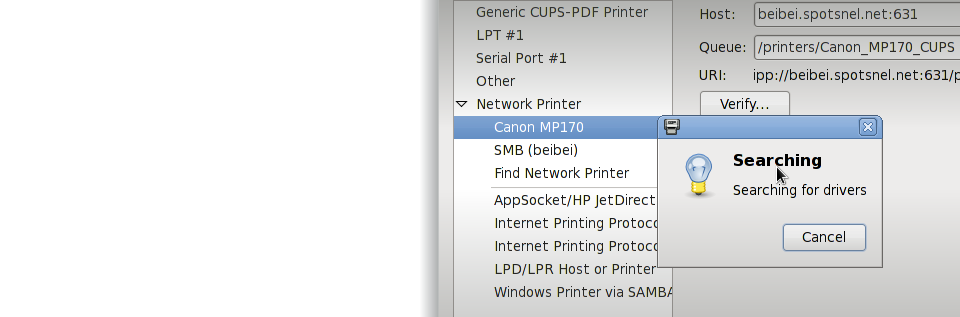 Generic CUPS-PDF Printer
LPT #1
Serial Port #1
Other
Network Printer
Canon MP170
SMB (beibei)
Find Network Printer
AppSocket/HP JetDirect
Internet Printing Protoco
Internet Printing Protoco
LPD/LPR Host or Printer
Windows Printer via SAMBA
Host: beibei.spotsnel.net:631
Queue: /printers/Canon_MP170_CUPS
URI: ipp://beibei.spotsnel.net:631/p
Verify...
Searching
Searching for drivers
Cancel